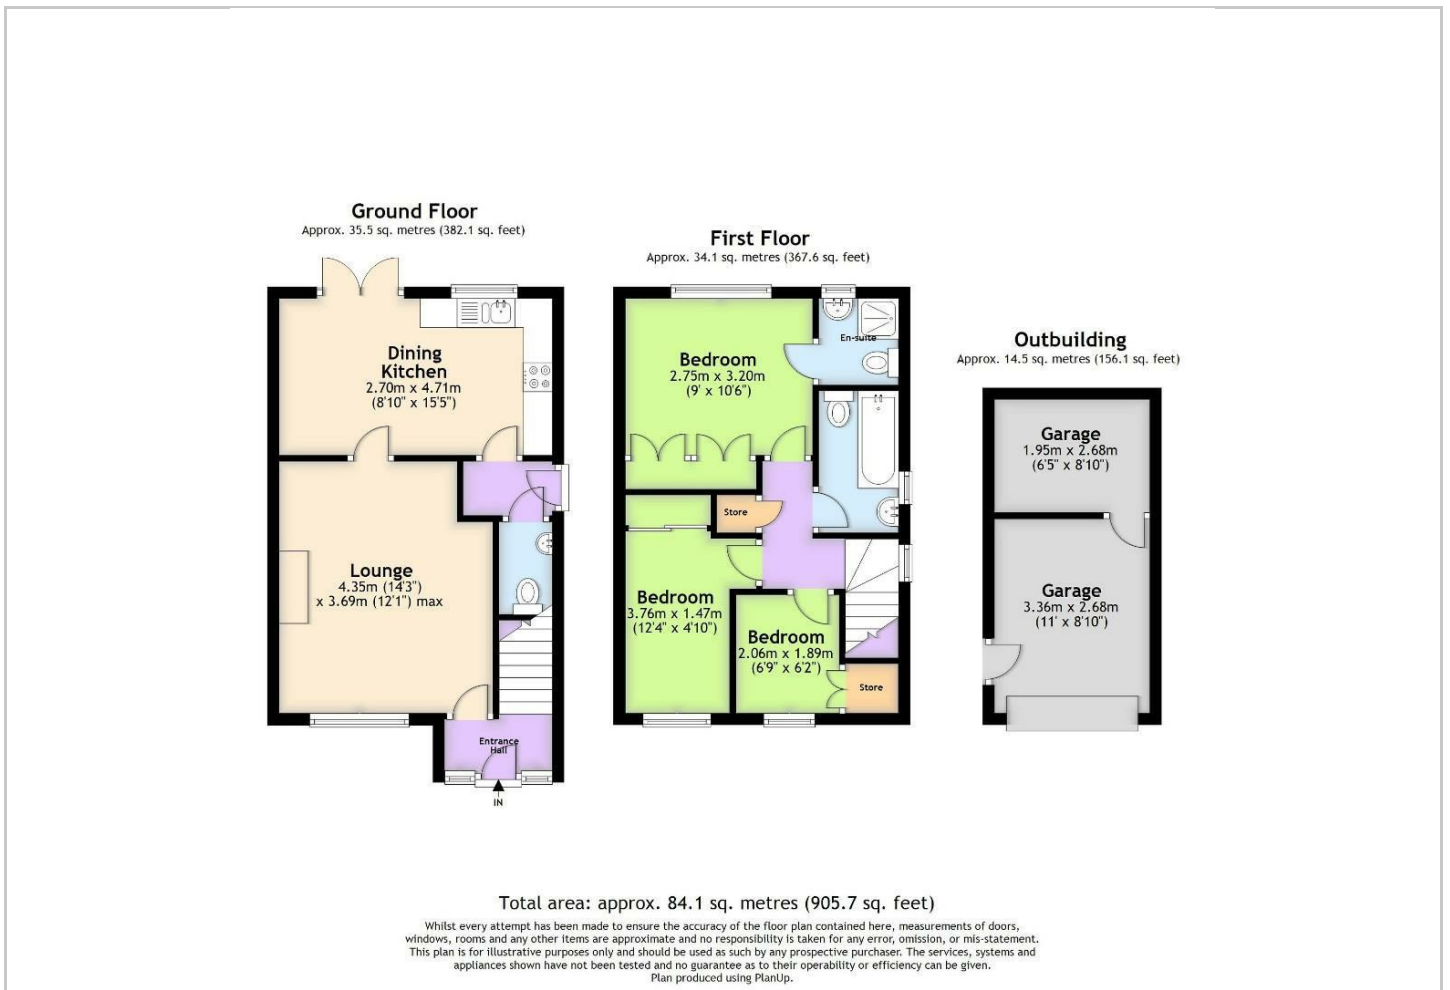 Ground Floor
Approx. 35.5 sq. metres (382.1 sq. feet)
Dining
Kitchen
2.70m x 4.71m
(8'10" x 15'5")
Lounge
4.35m (14'3")
x 3.69m (12'1") max
Entrance
Hall
IN
First Floor
Approx. 34.1 sq. metres (367.6 sq. feet)
Bedroom
2.75m x 3.20m
(9' x 10'6")
En-suite
Store
Bedroom
3.76m x 1.47m
(12'4" x 4'10")
Bedroom
2.06m x 1.89m
(6'9" x 6'2")
Store
Outbuilding
Approx. 14.5 sq. metres (156.1 sq. feet)
Garage
1.95m x 2.68m
(6'5" x 8'10")
Garage
3.36m x 2.68m
(11' x 8'10")
Total area: approx. 84.1 sq. metres (905.7 sq. feet)
Whilst every attempt has been made to ensure the accuracy of the floor plan contained here, measurements of doors,
windows, rooms and any other items are approximate and no responsibility is taken for any error, omission, or mis-statement.
This plan is for illustrative purposes only and should be used as such by any prospective purchaser. The services, systems and
appliances shown have not been tested and no guarantee as to their operability or efficiency can be given.
Plan produced using PlanUp.